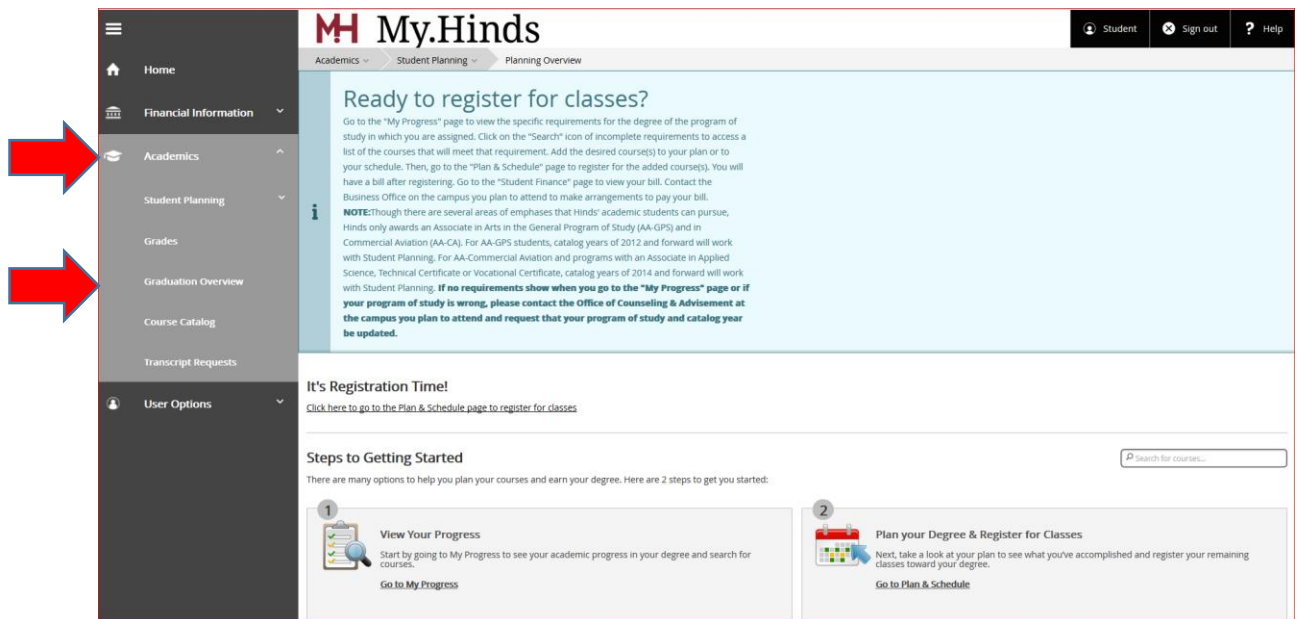 MH My.Hinds
Student
Sign out
? Help
Home
Financial Information
Academics
Student Planning
Grades
Graduation Overview
Course Catalog
Transcript Requests
User Options
Academics
Student Planning
Planning Overview
i
Ready to register for classes?
Go to the "My Progress" page to view the specific requirements for the degree of the program of
study in which you are assigned. Click on the "Search" icon of incomplete requirements to access a
list of the courses that will meet that requirement. Add the desired course(s) to your plan or to
your schedule. Then, go to the "Plan & Schedule" page to register for the added course(s). You will
have a bill after registering. Go to the "Student Finance" page to view your bill. Contact the
Business Office on the campus you plan to attend to make arrangements to pay your bill.
NOTE:Though there are several areas of emphases that Hinds' academic students can pursue,
Hinds only awards an Associate in Arts in the General Program of Study (AA-GPS) and in
Commercial Aviation (AA-CA). For AA-GPS students, catalog years of 2012 and forward will work
with Student Planning. For AA-Commercial Aviation and programs with an Associate in Applied
Science, Technical Certificate or Vocational Certificate, catalog years of 2014 and forward will work
with Student Planning. If no requirements show when you go to the "My Progress" page or if
your program of study is wrong, please contact the Office of Counseling & Advisement at
the campus you plan to attend and request that your program of study and catalog year
be updated.
It's Registration Time!
Click here to go to the Plan & Schedule page to register for classes
Steps to Getting Started
Search for courses...
There are many options to help you plan your courses and earn your degree. Here are 2 steps to get you started:
1
View Your Progress
Start by going to My Progress to see your academic progress in your degree and search for
courses.
Go to My Progress
2
Plan your Degree & Register for Classes
Next, take a look at your plan to see what you've accomplished and register your remaining
classes toward your degree.
Go to Plan & Schedule